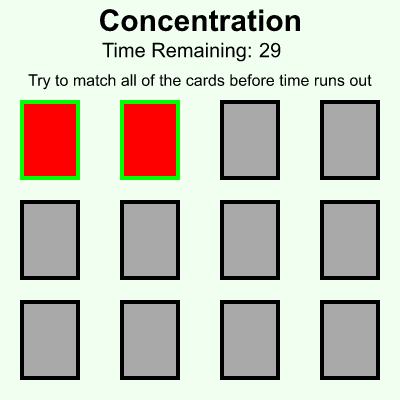 Concentration
Time Remaining: 29
Try to match all of the cards before time runs out